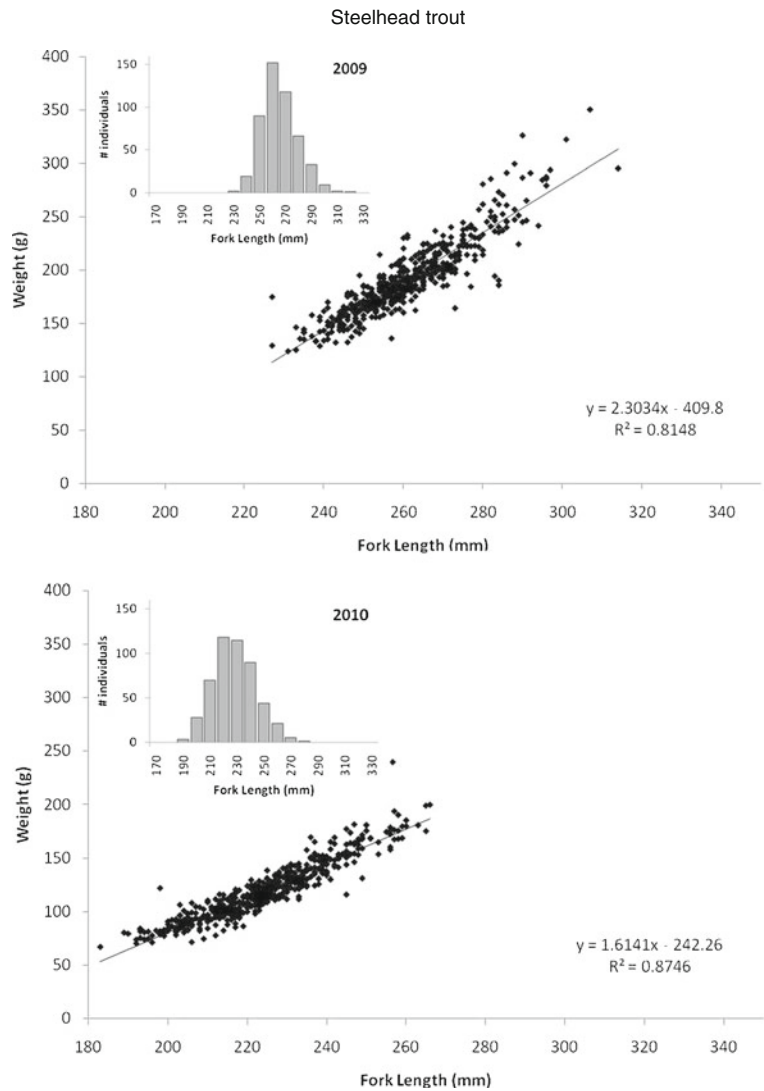 Steelhead trout
400
350
300
250
200
150
100
50
0
Weight (g)
180 200 220 240 260 280 300 320 340
Fork Length (mm)
2009
150
100
50
0
# individuals
170 190 210 230 250 270 290 310 330
Fork Length (mm)
y = 2.3034x - 409.8
R² = 0.8148
400
350
300
250
200
150
100
50
0
Weight (g)
180 200 220 240 260 280 300 320 340
Fork Length (mm)
2010
150
100
50
0
# individuals
170 190 210 230 250 270 290 310 330
Fork Length (mm)
y = 1.6141x - 242.26
R² = 0.8746